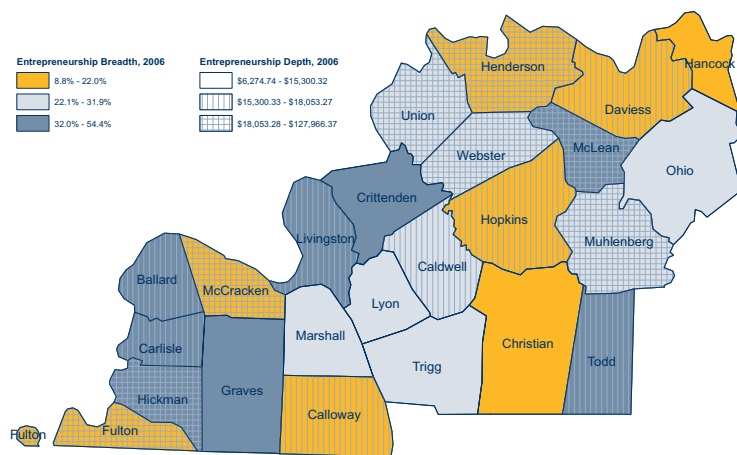 Entrepreneurship Breadth, 2006
8.8% - 22.0%
22.1% - 31.9%
32.0% - 54.4%
Entrepreneurship Depth, 2006
$6,274.74 - $15,300.32
$15,300.33 - $18,053.27
$18,053.28 - $127,966.37
Henderson
Hancock
Daviess
Union
McLean
Webster
Ohio
Crittenden
Hopkins
Livingston
Muhlenberg
Caldwell
Ballard
McCracken
Lyon
Marshall
Christian
Carlisle
Todd
Trigg
Graves
Hickman
Calloway
Fulton
Fulton